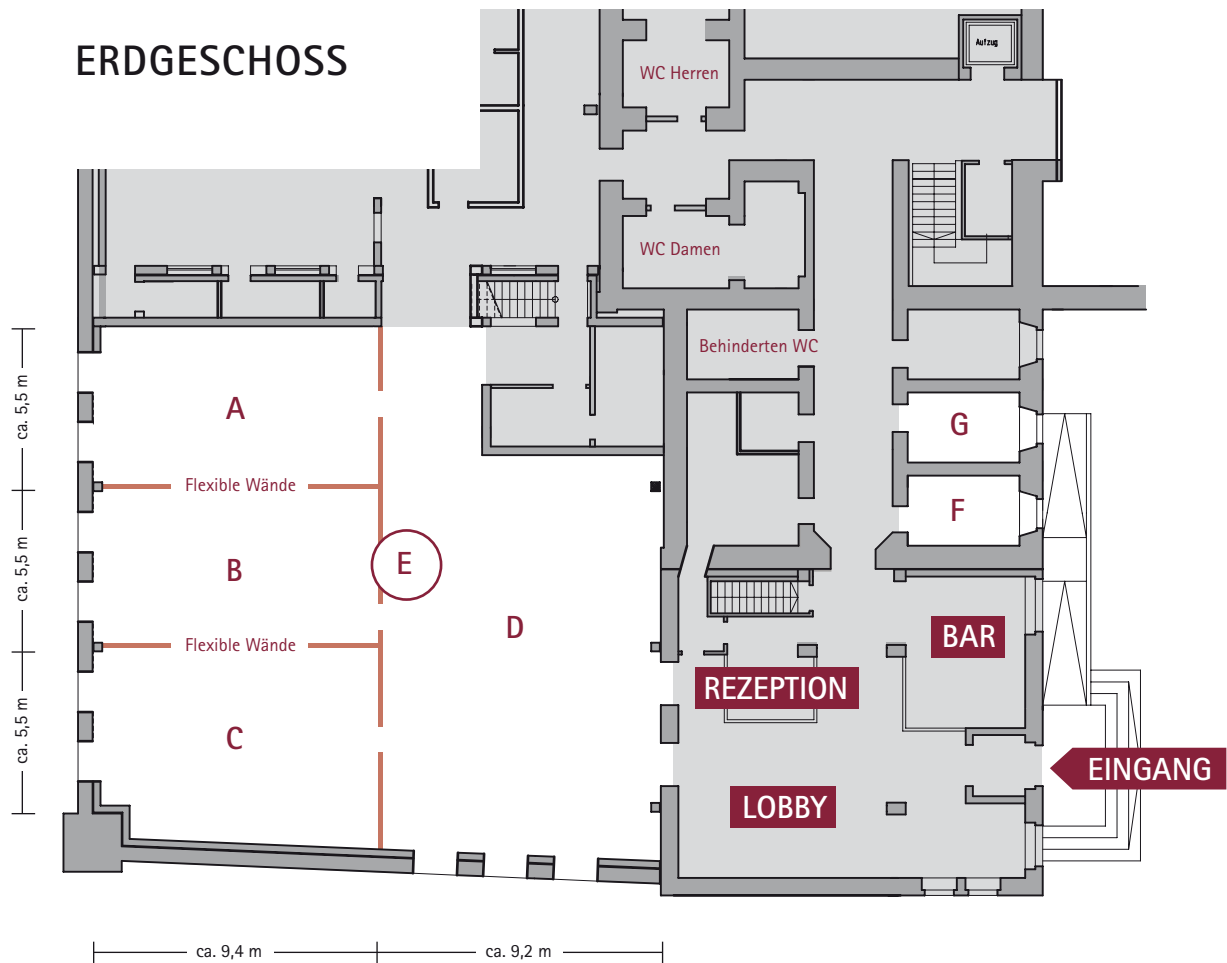 ERDGESCHOSS
Aufzug
WC Herren
WC Damen
Behinderten WC
ca. 5,5 m
A
G
Flexible Wände
F
ca. 5,5 m
B
E
D
BAR
Flexible Wände
REZEPTION
ca. 5,5 m
C
EINGANG
LOBBY
ca. 9,4 m
ca. 9,2 m